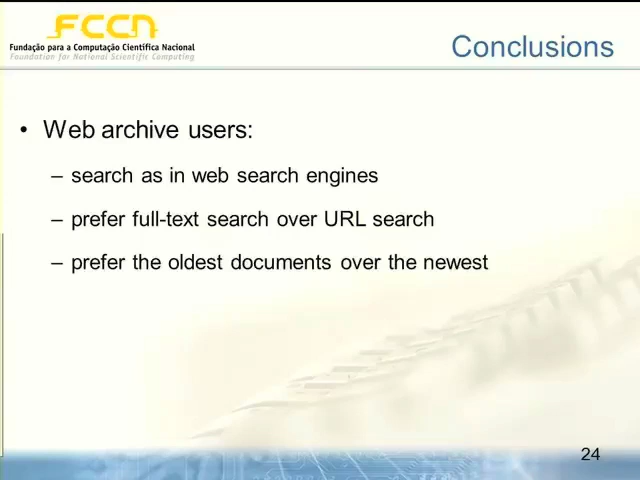 FCCN
Fundação para a Computação Científica Nacional
Foundation for National Scientific Computing
Conclusions
• Web archive users:
– search as in web search engines
– prefer full-text search over URL search
– prefer the oldest documents over the newest
24